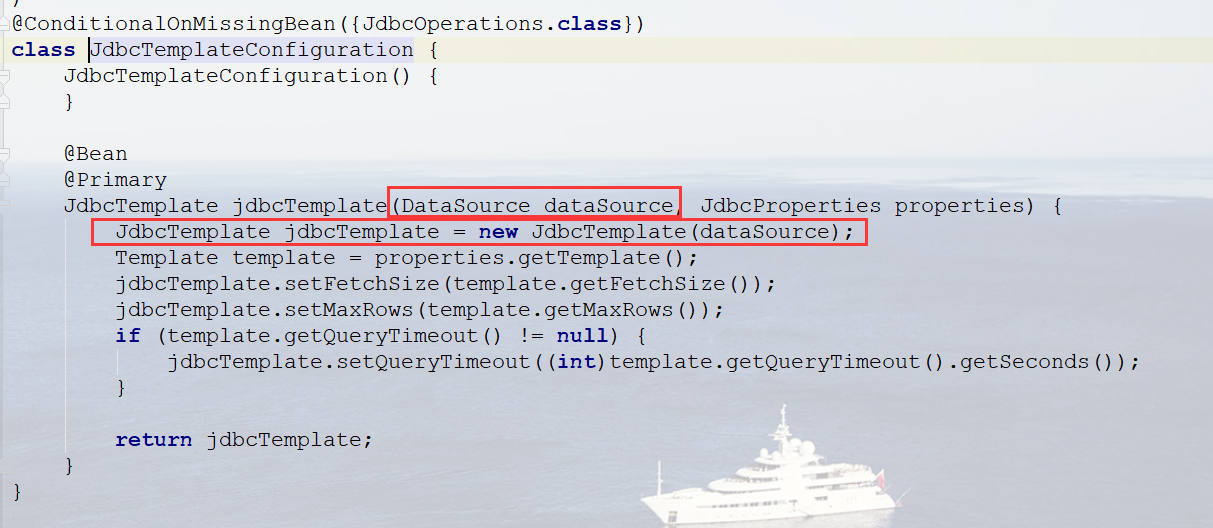 )
@ConditionalOnMissingBean({JdbcOperations.class})
class JdbcTemplateConfiguration {
    JdbcTemplateConfiguration() {
    }

    @Bean
    @Primary
    JdbcTemplate jdbcTemplate(DataSource dataSource, JdbcProperties properties) {
        JdbcTemplate jdbcTemplate = new JdbcTemplate(dataSource);
        Template template = properties.getTemplate();
        jdbcTemplate.setFetchSize(template.getFetchSize());
        jdbcTemplate.setMaxRows(template.getMaxRows());
        if (template.getQueryTimeout() != null) {
            jdbcTemplate.setQueryTimeout((int)template.getQueryTimeout().getSeconds());
        }

        return jdbcTemplate;
    }
}